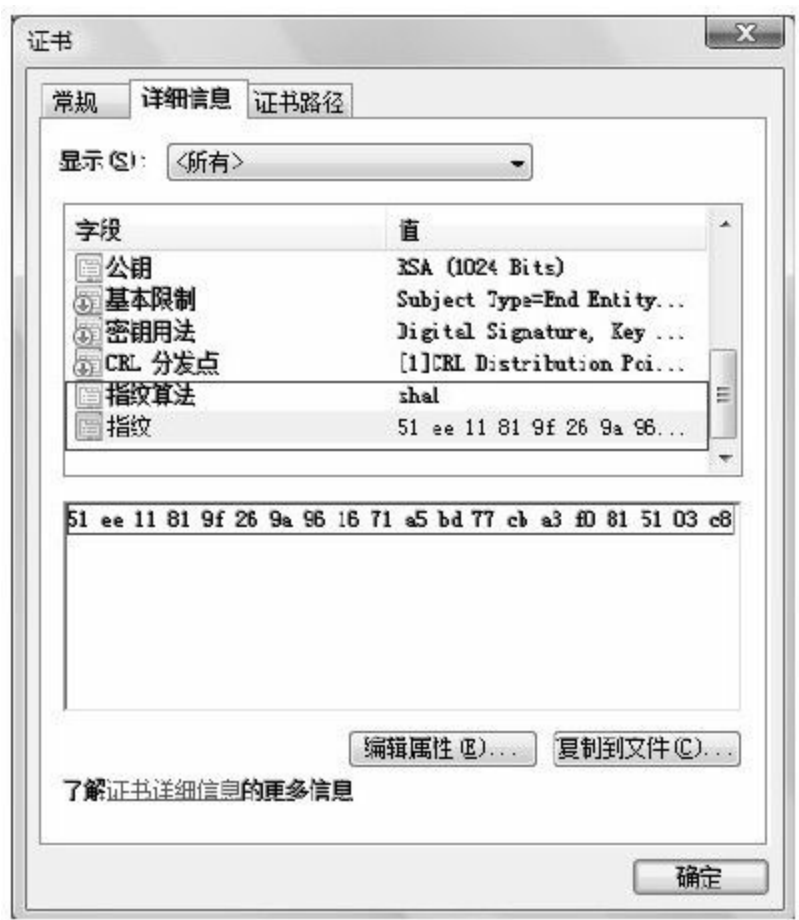 证书
常规 详细信息 证书路径
显示(S): <所有>
字段 值
公钥 RSA (1024 Bits)
基本限制 Subject Type=End Entity...
密钥用法 Digital Signature, Key ...
CRL 分发点 [1]CRL Distribution Poi...
指纹算法 sha1
指纹 51 ee 11 81 9f 26 9a 96...
51 ee 11 81 9f 26 9a 96 16 71 a5 bd 77 cb a3 f0 81 51 03 c8
编辑属性(E)... 复制到文件(C)...
了解证书详细信息的更多信息
确定